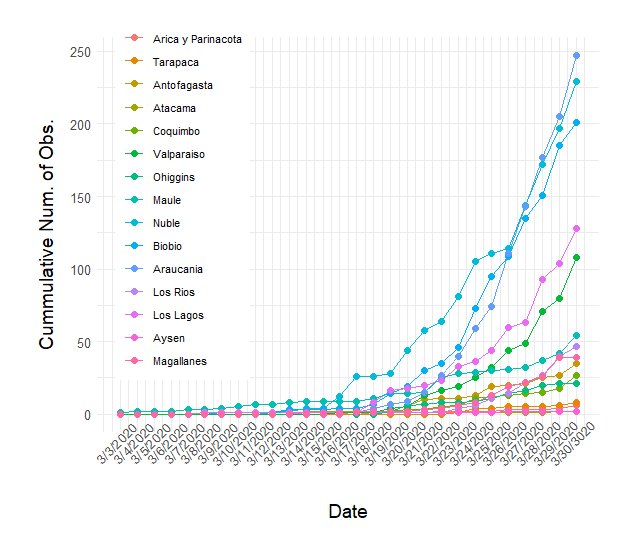 Arica y Parinacota
Tarapaca
Antofagasta
Atacama
Coquimbo
Valparaiso
Ohiggins
Maule
Nuble
Biobio
Araucania
Los Rios
Los Lagos
Aysen
Magallanes
250
200
150
100
50
0
Cummulative Num. of Obs.
3/3/2020
3/4/2020
3/5/2020
3/6/2020
3/7/2020
3/8/2020
3/9/2020
3/10/2020
3/11/2020
3/12/2020
3/13/2020
3/14/2020
3/15/2020
3/16/2020
3/17/2020
3/18/2020
3/19/2020
3/20/2020
3/21/2020
3/22/2020
3/23/2020
3/24/2020
3/25/2020
3/26/2020
3/27/2020
3/28/2020
3/29/2020
3/30/3020
Date